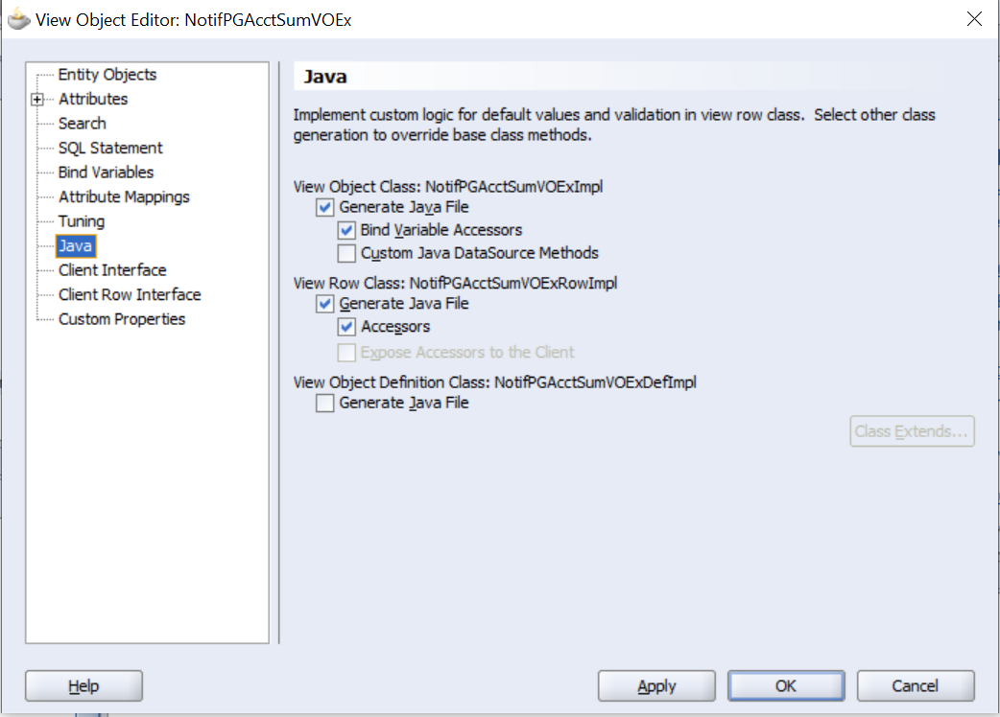 View Object Editor: NotifPGAcctSumVOEx
Entity Objects
Attributes
Search
SQL Statement
Bind Variables
Attribute Mappings
Tuning
Java
Client Interface
Client Row Interface
Custom Properties
Java
Implement custom logic for default values and validation in view row class. Select other class
generation to override base class methods.
View Object Class: NotifPGAcctSumVOExImpl
Generate Java File
Bind Variable Accessors
Custom Java DataSource Methods
View Row Class: NotifPGAcctSumVOExRowImpl
Generate Java File
Accessors
Expose Accessors to the Client
View Object Definition Class: NotifPGAcctSumVOExDefImpl
Generate Java File
Class Extends...
Help
Apply
OK
Cancel